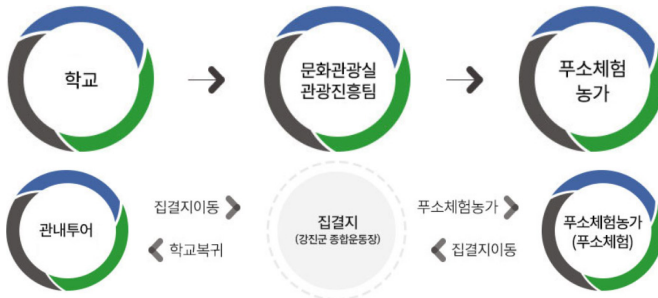 학교
문화관광실
관광진흥팀
푸소체험
농가
관내투어
집결지이동
학교복귀
집결지
(강진군 종합운동장)
푸소체험농가
집결지이동
푸소체험농가
(푸소체험)